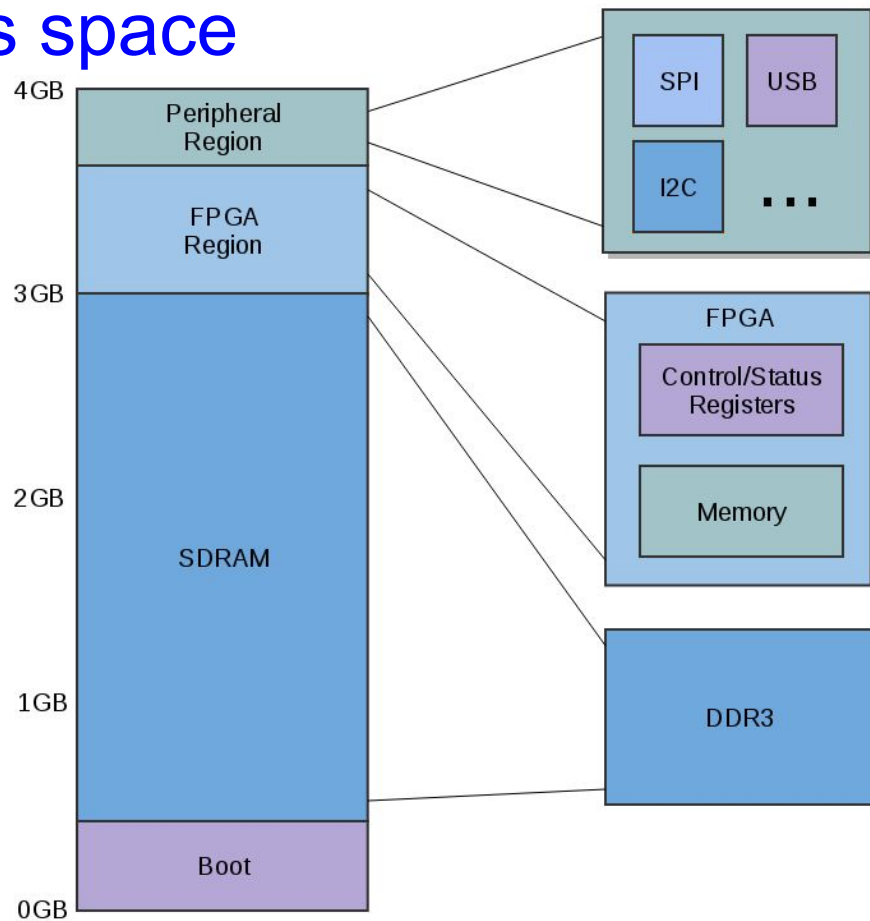 s space
4GB
Peripheral
Region
FPGA
Region
3GB
2GB
SDRAM
1GB
Boot
0GB
SPI
USB
I2C
...
FPGA
Control/Status
Registers
Memory
DDR3